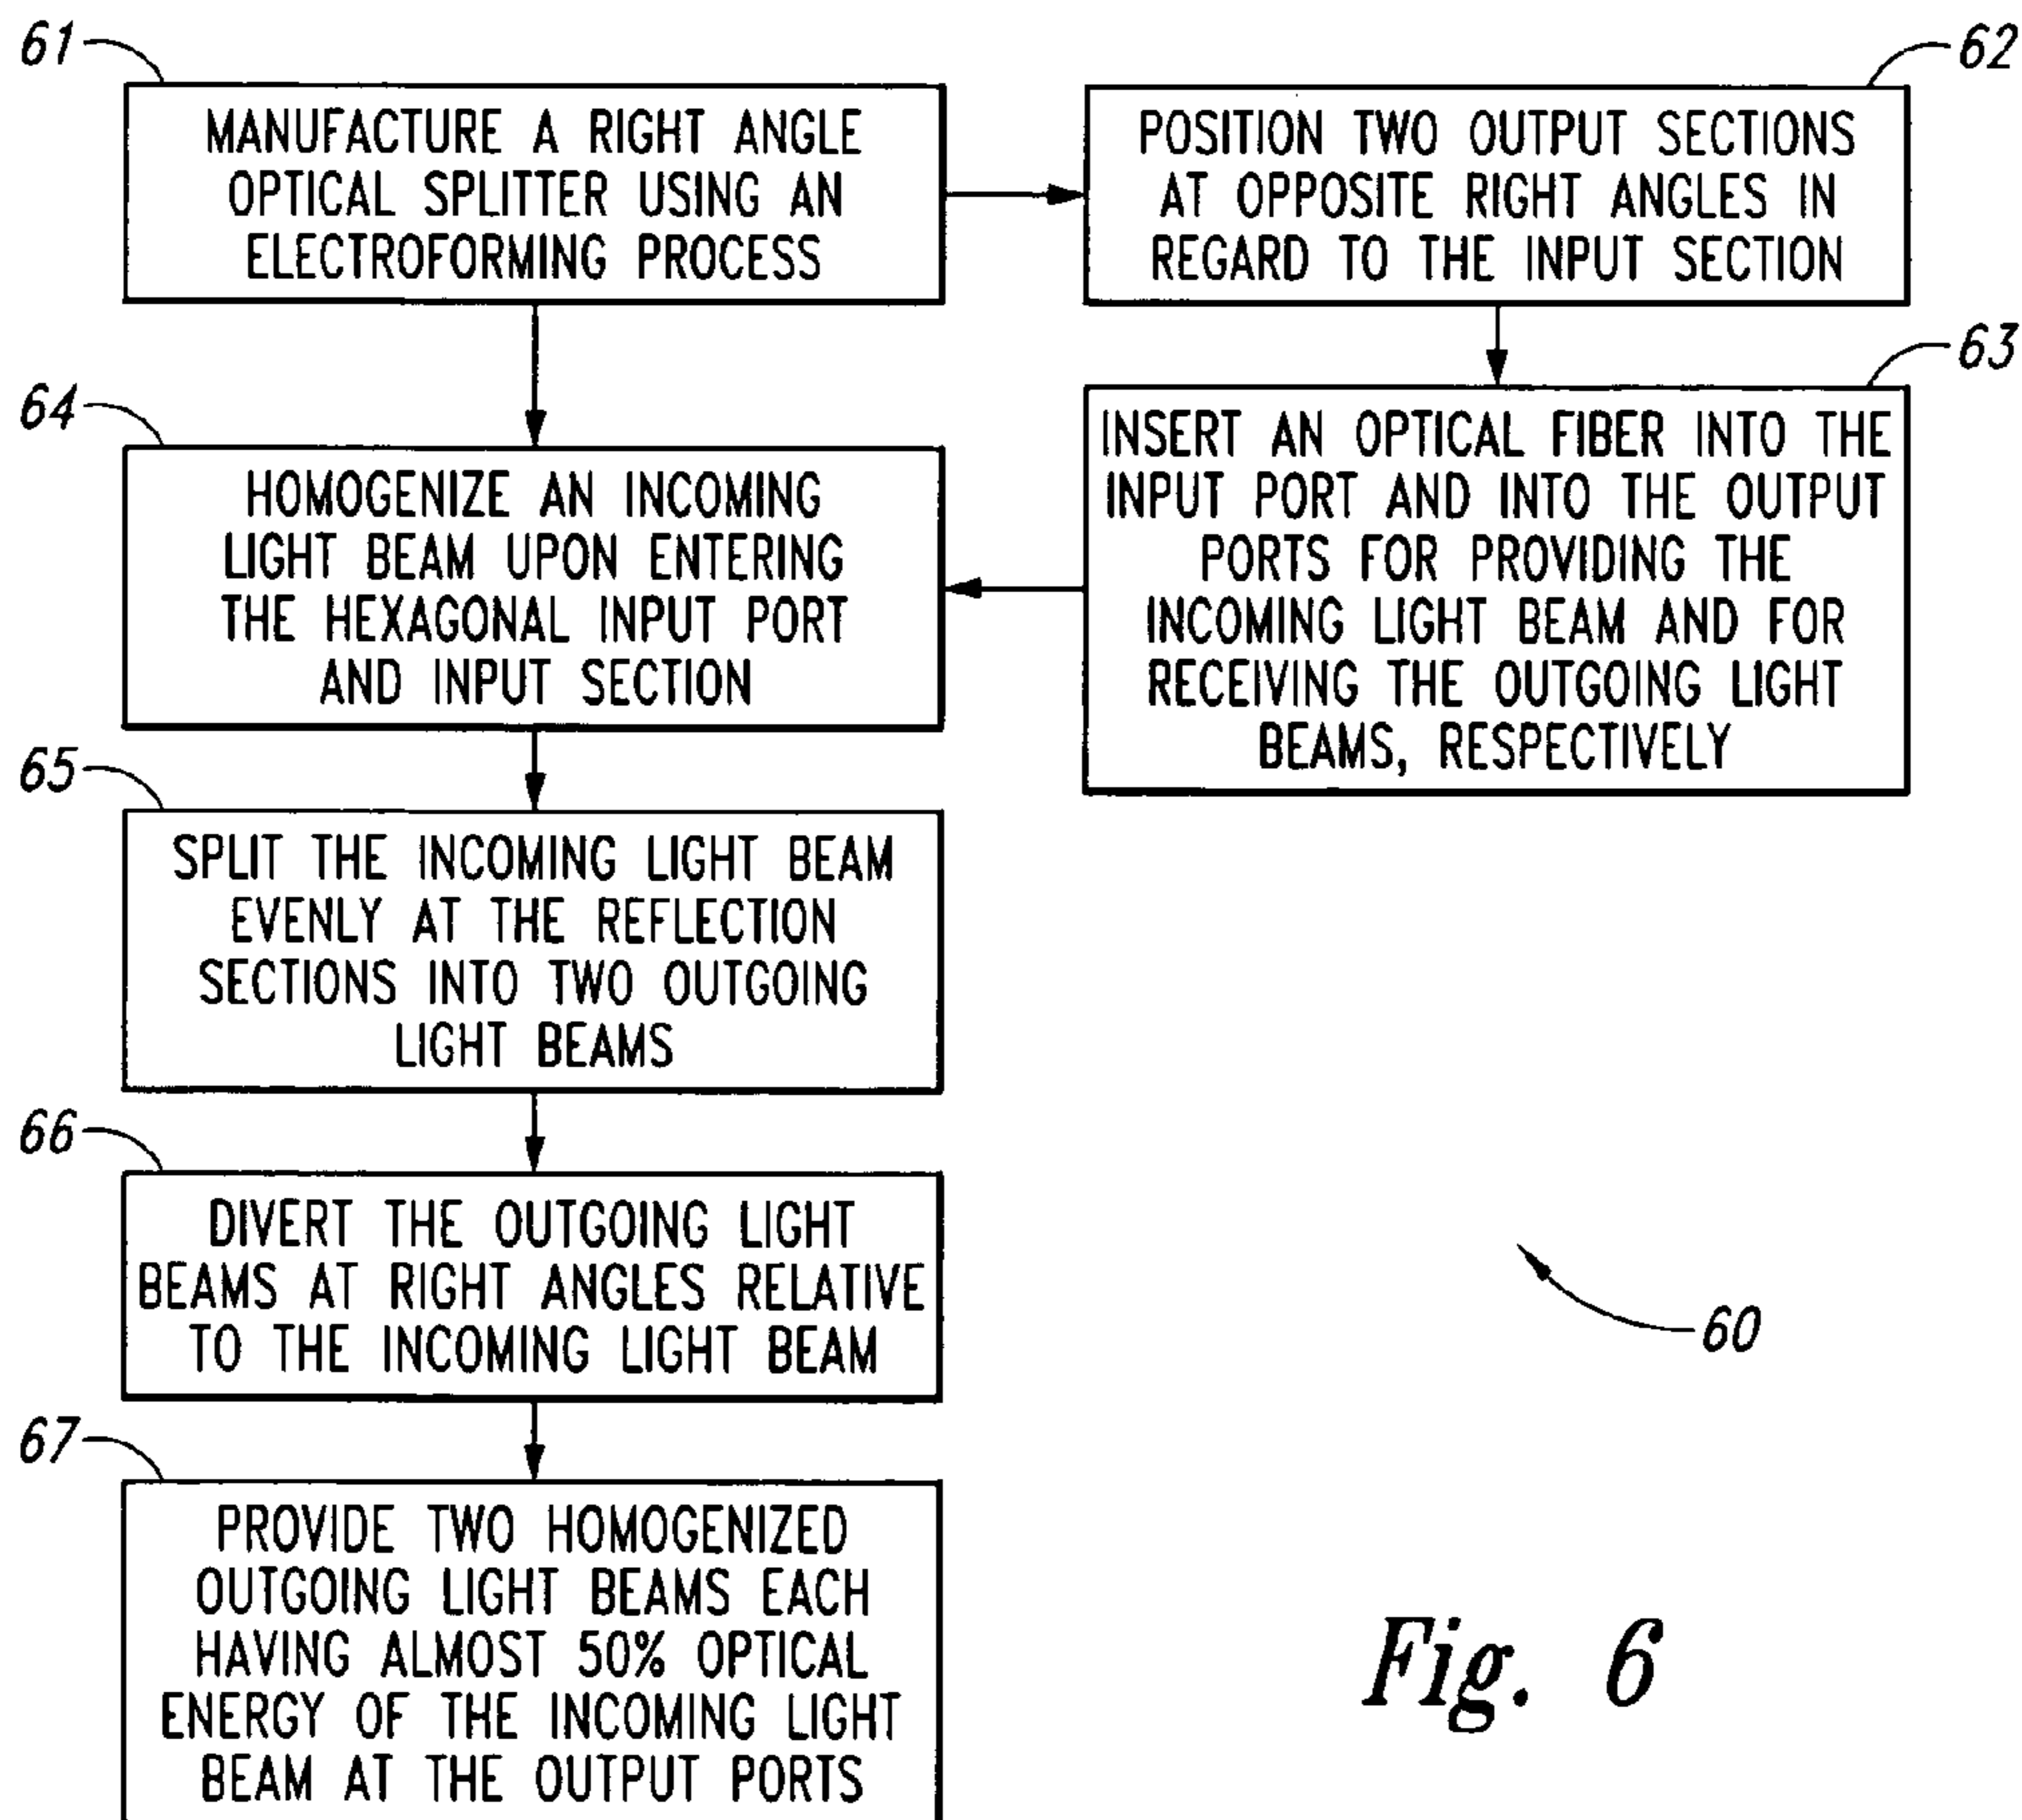 61
MANUFACTURE A RIGHT ANGLE
OPTICAL SPLITTER USING AN
ELECTROFORMING PROCESS
62
POSITION TWO OUTPUT SECTIONS
AT OPPOSITE RIGHT ANGLES IN
REGARD TO THE INPUT SECTION
63
INSERT AN OPTICAL FIBER INTO THE
INPUT PORT AND INTO THE OUTPUT
PORTS FOR PROVIDING THE
INCOMING LIGHT BEAM AND FOR
RECEIVING THE OUTGOING LIGHT
BEAMS, RESPECTIVELY
64
HOMOGENIZE AN INCOMING
LIGHT BEAM UPON ENTERING
THE HEXAGONAL INPUT PORT
AND INPUT SECTION
65
SPLIT THE INCOMING LIGHT BEAM
EVENLY AT THE REFLECTION
SECTIONS INTO TWO OUTGOING
LIGHT BEAMS
66
DIVERT THE OUTGOING LIGHT
BEAMS AT RIGHT ANGLES RELATIVE
TO THE INCOMING LIGHT BEAM
60
67
PROVIDE TWO HOMOGENIZED
OUTGOING LIGHT BEAMS EACH
HAVING ALMOST 50% OPTICAL
ENERGY OF THE INCOMING LIGHT
BEAM AT THE OUTPUT PORTS
Fig. 6